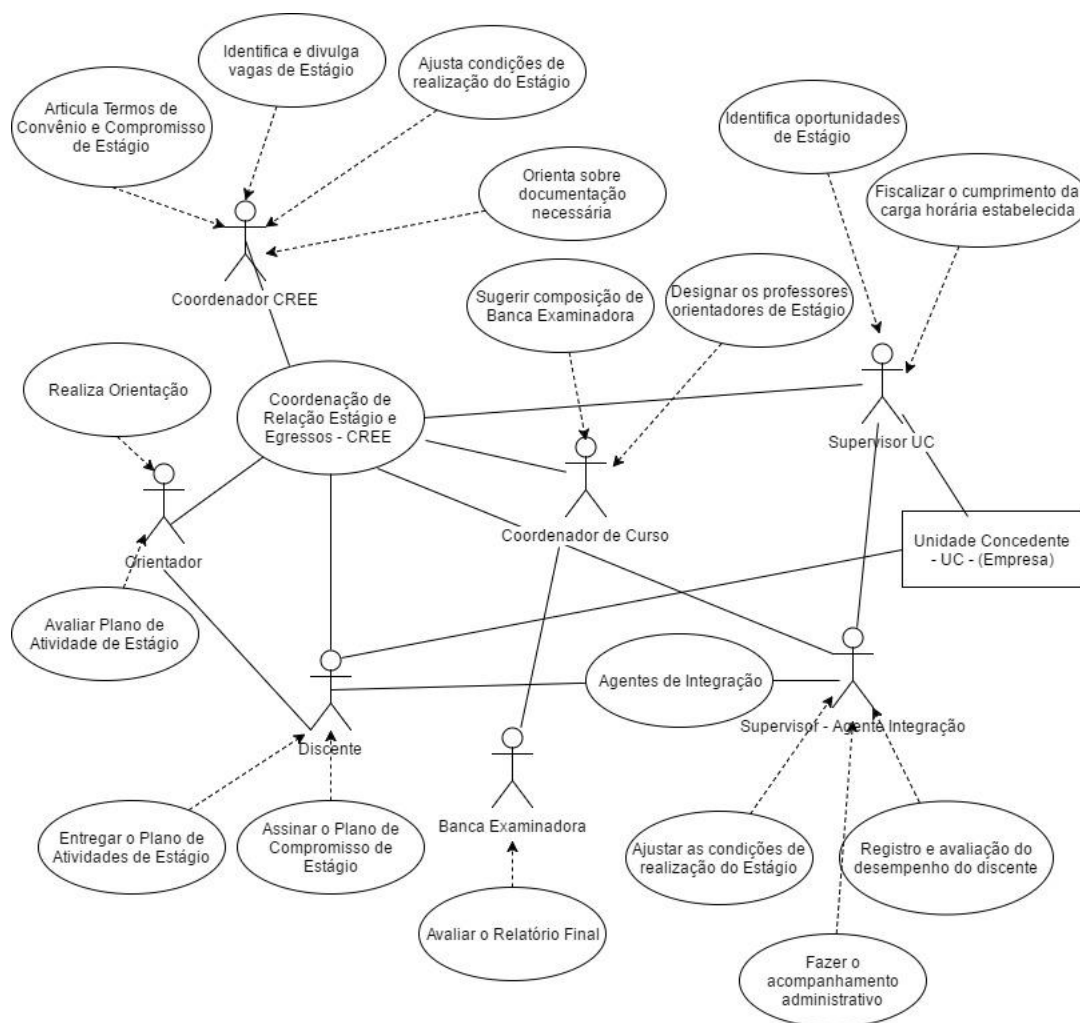 Identifica e divulga
vagas de Estágio
Ajusta condições de
realização do Estágio
Articula Termos de
Convênio e Compromisso
de Estágio
Identifica oportunidades
de Estágio
Orienta sobre
documentação
necessária
Fiscalizar o cumprimento da
carga horária estabelecida
Coordenador CREE
Sugerir composição de
Banca Examinadora
Designar os professores
orientadores de Estágio
Realiza Orientação
Coordenação de
Relação Estágio e
Egressos - CREE
Supervisor UC
Coordenador de Curso
Unidade Concedente
- UC - (Empresa)
Orientador
Avaliar Plano de
Atividade de Estágio
Agentes de Integração
Supervisor - Agente Integração
Discente
Entregar o Plano de
Atividades de Estágio
Assinar o Plano de
Compromisso de
Estágio
Banca Examinadora
Ajustar as condições de
realização do Estágio
Registro e avaliação do
desempenho do discente
Avaliar o Relatório Final
Fazer o
acompanhamento
administrativo